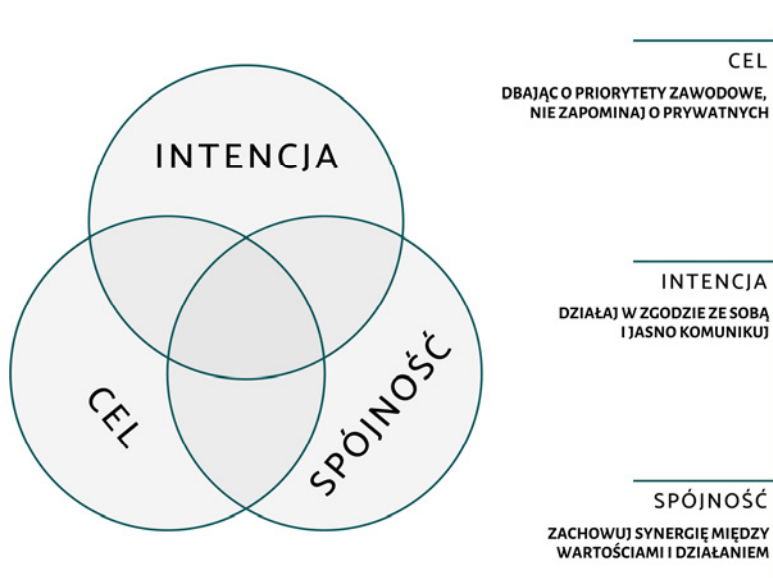 INTENCJA
CEL
SPÓJNOŚĆ
CEL
DBAJĄC O PRIORYTETY ZAWODOWE,
NIE ZAPOMINAJ O PRYWATNYCH
INTENCJA
DZIAŁAJ W ZGODZIE ZE SOBĄ
I JASNO KOMUNIKUJ
SPÓJNOŚĆ
ZACHOWUJ SYNERGIĘ MIĘDZY
WARTOŚCIAMI I DZIAŁANIEM